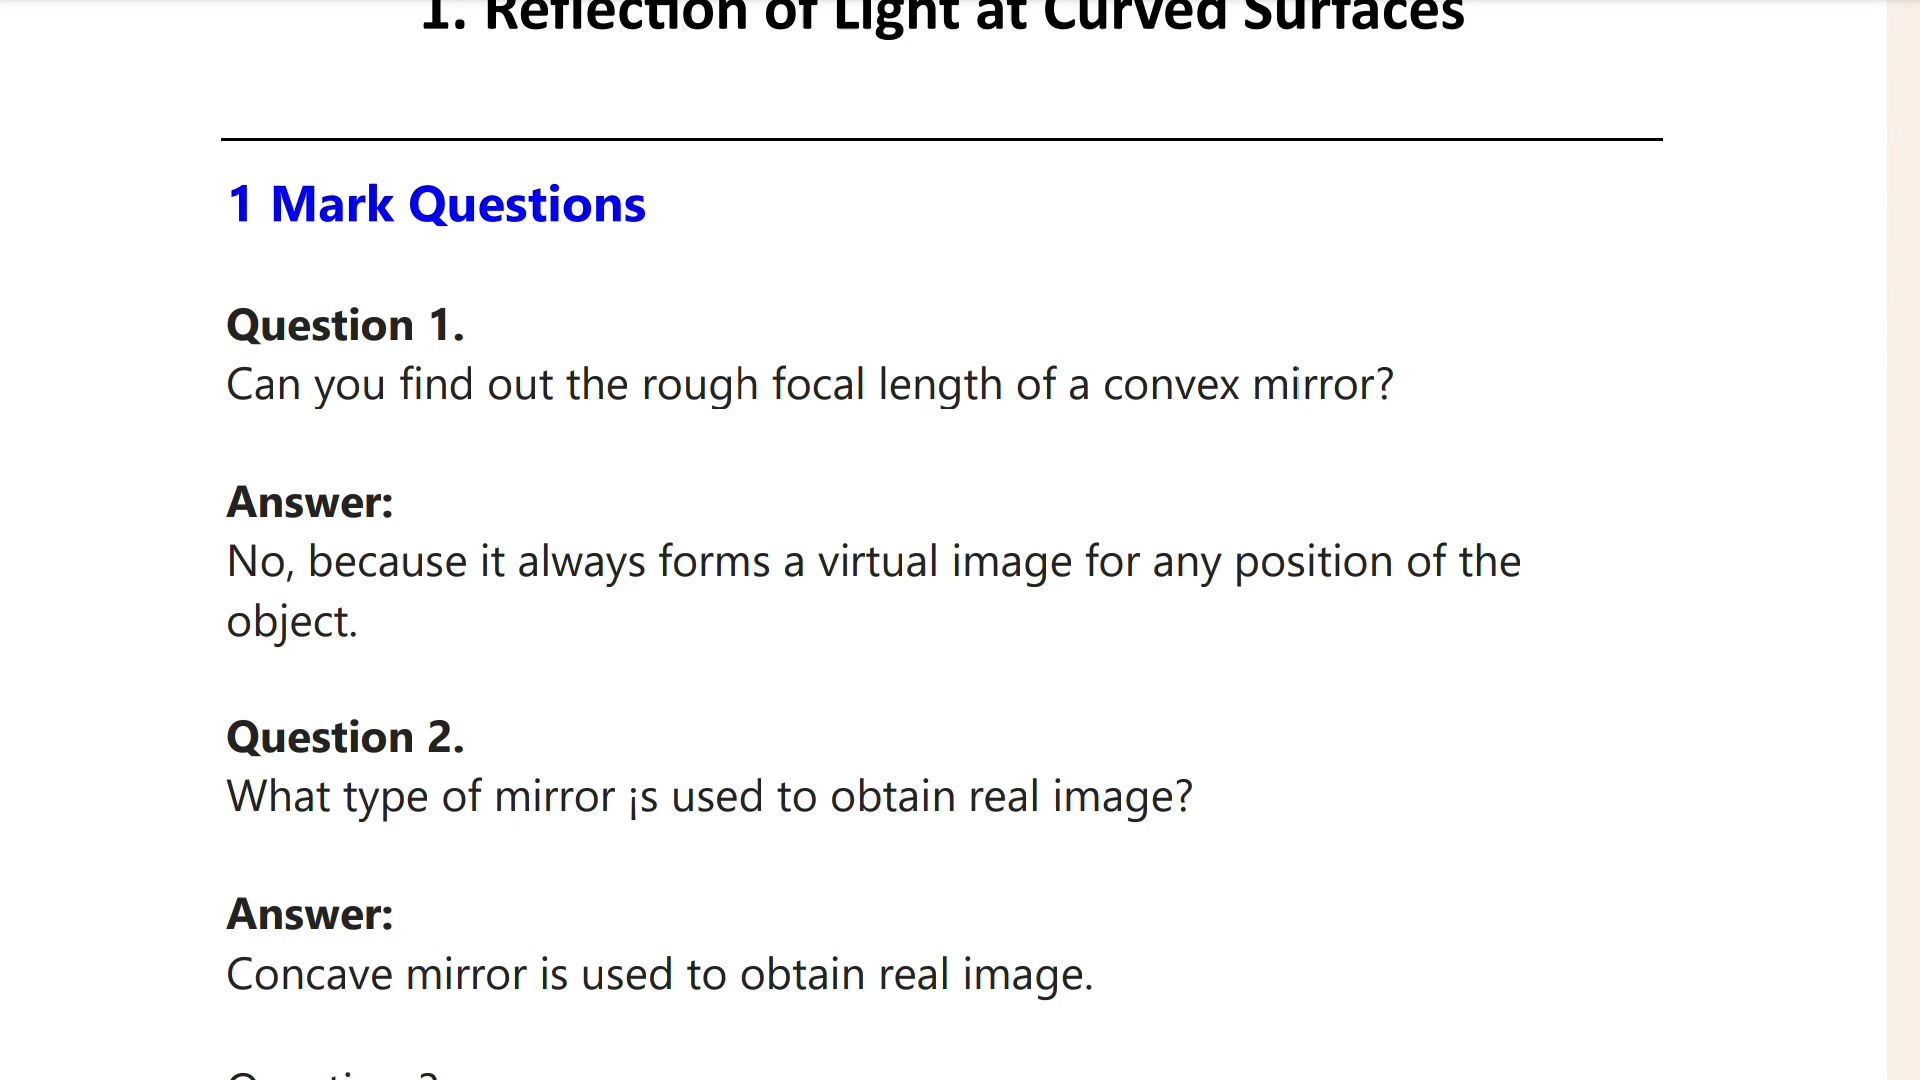 1. Reflection of Light at Curved Surfaces
1 Mark Questions
Question 1.
Can you find out the rough focal length of a convex mirror?
Answer:
No, because it always forms a virtual image for any position of the
object.
Question 2.
What type of mirror ¡s used to obtain real image?
Answer:
Concave mirror is used to obtain real image.